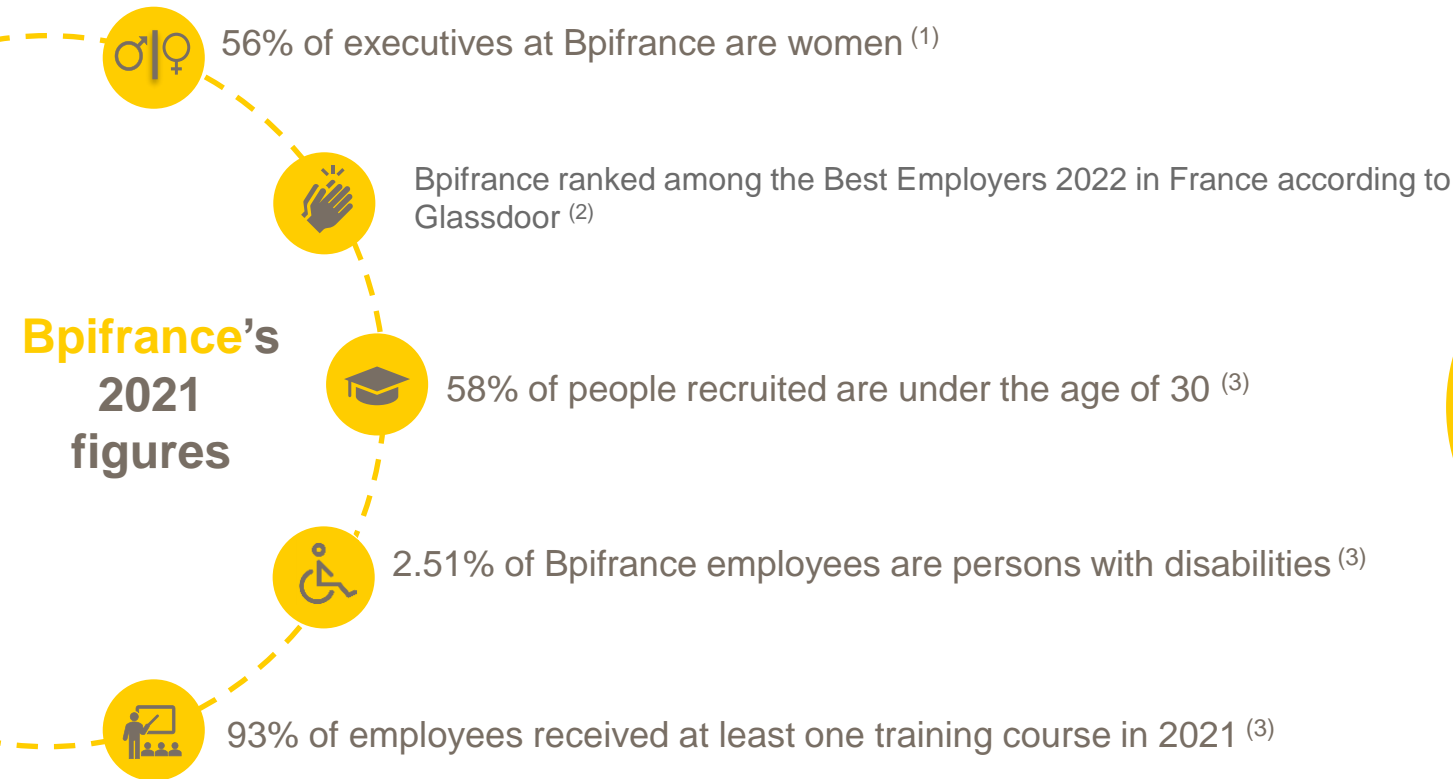 56% of executives at Bpifrance are women (1)
Bpifrance ranked among the Best Employers 2022 in France according to
Glassdoor (2)
Bpifrance's
2021
figures
58% of people recruited are under the age of 30 (3)
2.51% of Bpifrance employees are persons with disabilities (3)
93% of employees received at least one training course in 2021 (3)